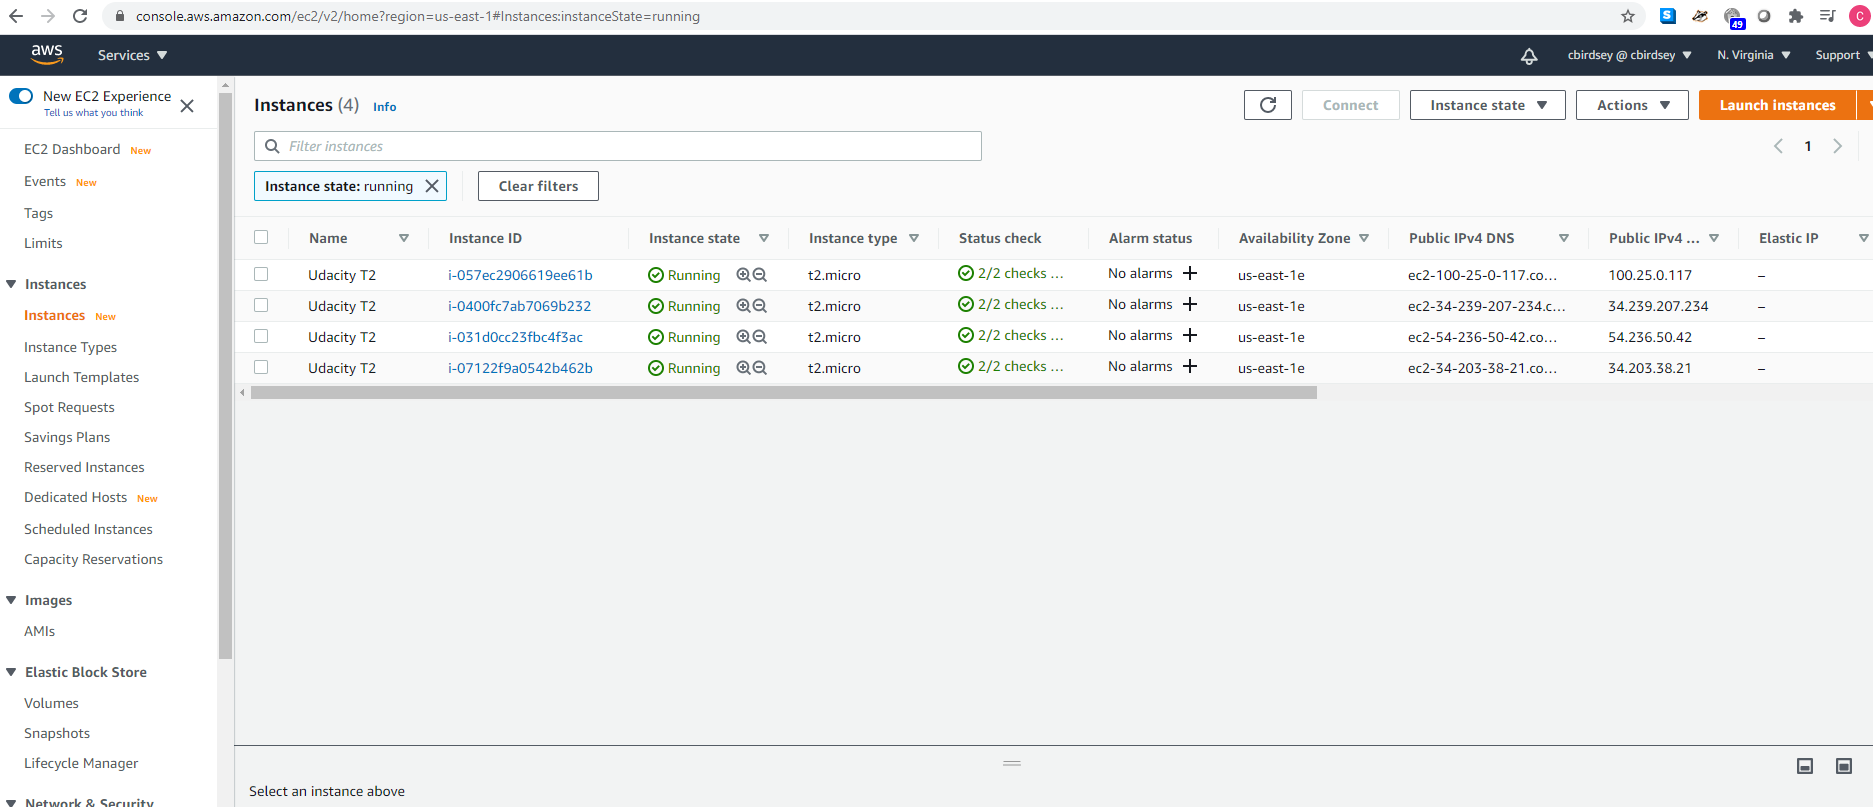 console.aws.amazon.com/ec2/v2/home?region=us-east-1#Instances:instanceState=running
49
C
aws
Services
cbirdsey @ cbirdsey
N. Virginia
Support
New EC2 Experience
Tell us what you think
EC2 Dashboard New
Events New
Tags
Limits
Instances
Instances New
Instance Types
Launch Templates
Spot Requests
Savings Plans
Reserved Instances
Dedicated Hosts New
Scheduled Instances
Capacity Reservations
Images
AMIs
Elastic Block Store
Volumes
Snapshots
Lifecycle Manager
Network & Security
Instances (4) Info
Connect
Instance state
Actions
Launch instances
Filter instances
1
Instance state: running
Clear filters
Name Instance ID Instance state Instance type Status check Alarm status Availability Zone Public IPv4 DNS Public IPv4 ... Elastic IP
Udacity T2 i-057ec2906619ee61b Running t2.micro 2/2 checks ... No alarms + us-east-1e ec2-100-25-0-117.co... 100.25.0.117 –
Udacity T2 i-0400fc7ab7069b232 Running t2.micro 2/2 checks ... No alarms + us-east-1e ec2-34-239-207-234.c... 34.239.207.234 –
Udacity T2 i-031d0cc23fbc4f3ac Running t2.micro 2/2 checks ... No alarms + us-east-1e ec2-54-236-50-42.co... 54.236.50.42 –
Udacity T2 i-07122f9a0542b462b Running t2.micro 2/2 checks ... No alarms + us-east-1e ec2-34-203-38-21.co... 34.203.38.21 –
Select an instance above